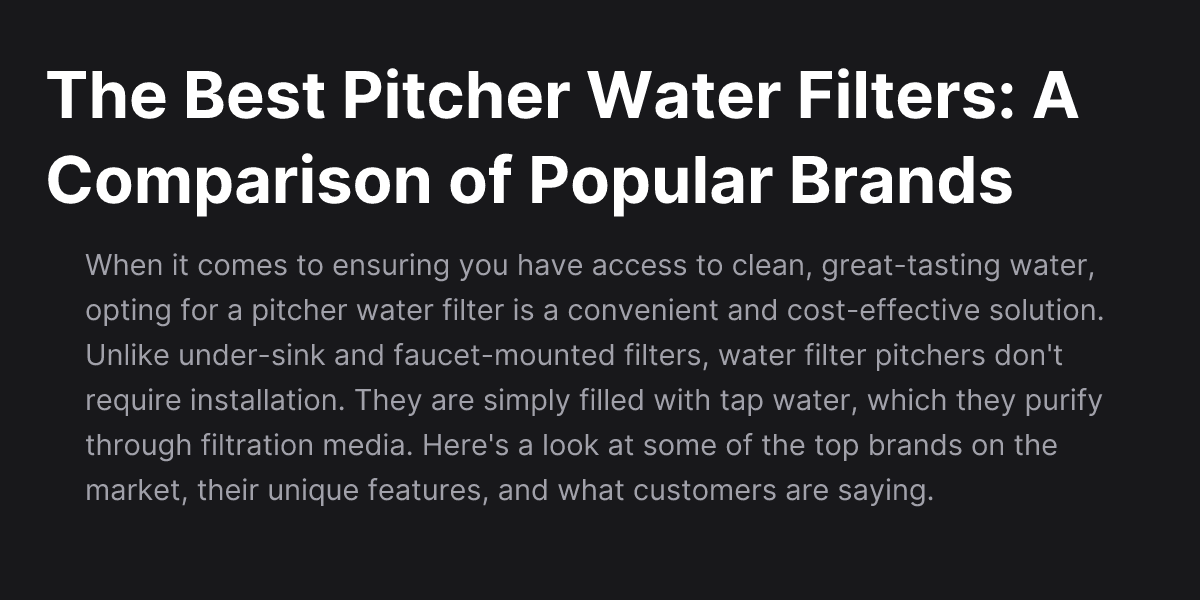 The Best Pitcher Water Filters: A
Comparison of Popular Brands
When it comes to ensuring you have access to clean, great-tasting water,
opting for a pitcher water filter is a convenient and cost-effective solution.
Unlike under-sink and faucet-mounted filters, water filter pitchers don't
require installation. They are simply filled with tap water, which they purify
through filtration media. Here's a look at some of the top brands on the
market, their unique features, and what customers are saying.